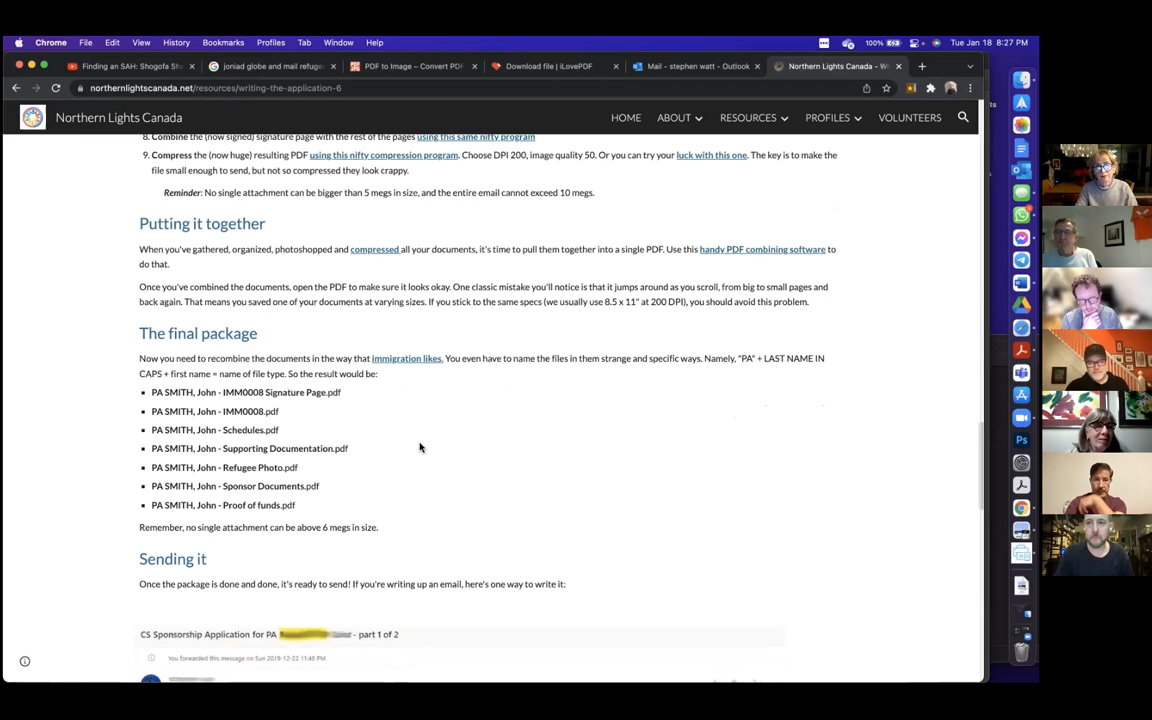 Chrome File Edit View History Bookmarks Profiles Tab Window Help 100% Tue Jan 18 8:27 PM
Finding an SAH: Shogofa Sha joniad globe and mail refuge PDF to Image – Convert PDF Download file | iLovePDF Mail - stephen watt - Outlook Northern Lights Canada - W
northernlightscanada.net/resources/writing-the-application-6
Northern Lights Canada HOME ABOUT RESOURCES PROFILES VOLUNTEERS
8. Combine the (now signed) signature page with the rest of the pages using this same nifty program
9. Compress the (now huge) resulting PDF using this nifty compression program. Choose DPI 200, image quality 50. Or you can try your luck with this one. The key is to make the
file small enough to send, but not so compressed they look crappy.
Reminder: No single attachment can be bigger than 5 megs in size, and the entire email cannot exceed 10 megs.
Putting it together
When you've gathered, organized, photoshopped and compressed all your documents, it's time to pull them together into a single PDF. Use this handy PDF combining software to
do that.
Once you've combined the documents, open the PDF to make sure it looks okay. One classic mistake you'll notice is that it jumps around as you scroll, from big to small pages and
back again. That means you saved one of your documents at varying sizes. If you stick to the same specs (we usually use 8.5 x 11" at 200 DPI), you should avoid this problem.
The final package
Now you need to recombine the documents in the way that immigration likes. You even have to name the files in them strange and specific ways. Namely, "PA" + LAST NAME IN
CAPS + first name = name of file type. So the result would be:
PA SMITH, John - IMM0008 Signature Page.pdf
PA SMITH, John - IMM0008.pdf
PA SMITH, John - Schedules.pdf
PA SMITH, John - Supporting Documentation.pdf
PA SMITH, John - Refugee Photo.pdf
PA SMITH, John - Sponsor Documents.pdf
PA SMITH, John - Proof of funds.pdf
Remember, no single attachment can be above 6 megs in size.
Sending it
Once the package is done and done, it's ready to send! If you're writing up an email, here's one way to write it:
CS Sponsorship Application for PA - part 1 of 2
You forwarded this message on Sun 2019-12-22 11:46 PM
Ps